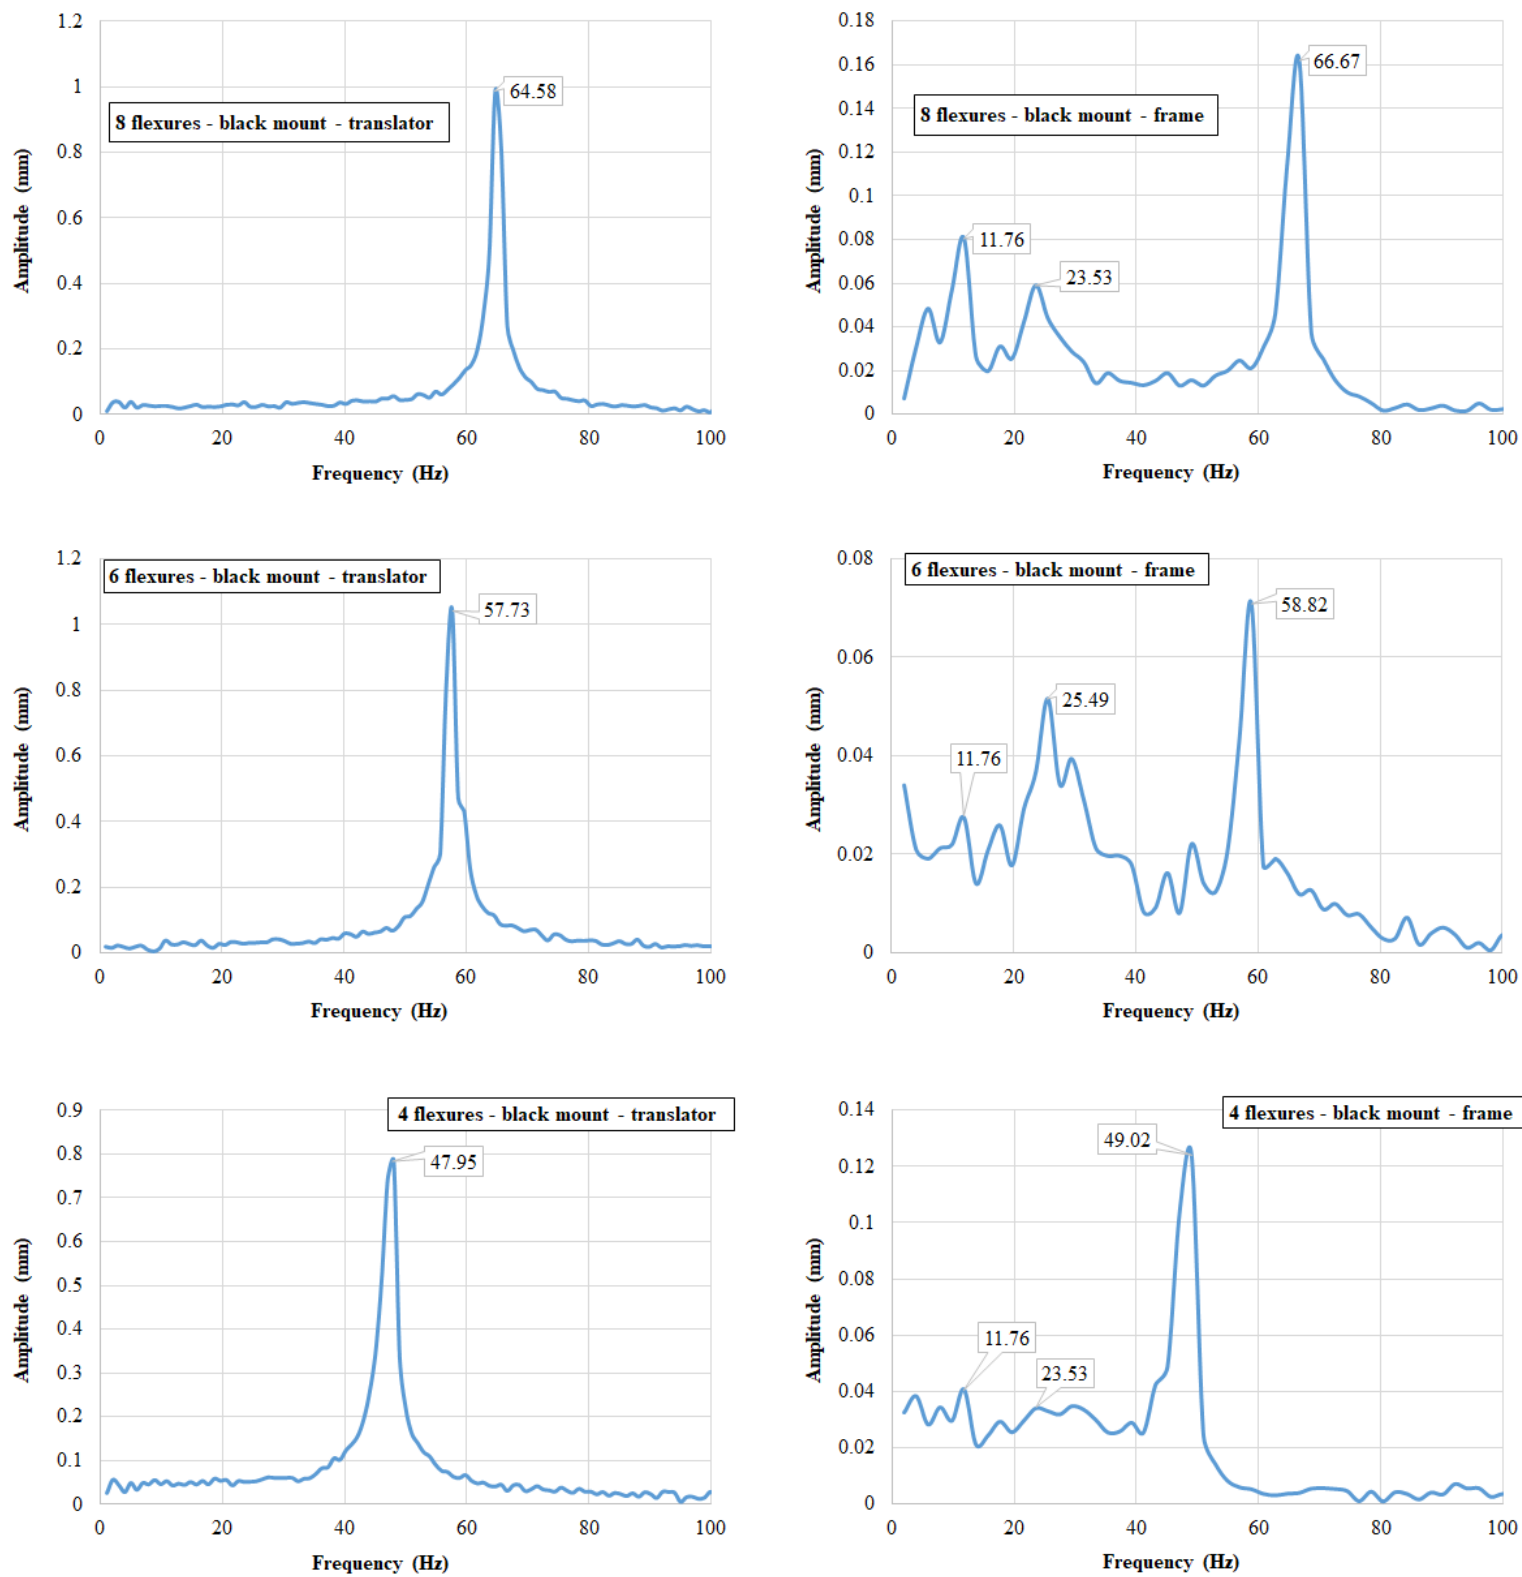 8 flexures - black mount - translator
Amplitude (mm)
1.2
1
0.8
0.6
0.4
0.2
0
64.58
0 20 40 60 80 100
Frequency (Hz)
8 flexures - black mount - frame
Amplitude (mm)
0.18
0.16
0.14
0.12
0.1
0.08
0.06
0.04
0.02
0
11.76
23.53
66.67
0 20 40 60 80 100
Frequency (Hz)
6 flexures - black mount - translator
Amplitude (mm)
1.2
1
0.8
0.6
0.4
0.2
0
57.73
0 20 40 60 80 100
Frequency (Hz)
6 flexures - black mount - frame
Amplitude (mm)
0.08
0.06
0.04
0.02
0
11.76
25.49
58.82
0 20 40 60 80 100
Frequency (Hz)
4 flexures - black mount - translator
Amplitude (mm)
0.9
0.8
0.7
0.6
0.5
0.4
0.3
0.2
0.1
0
47.95
0 20 40 60 80 100
Frequency (Hz)
4 flexures - black mount - frame
Amplitude (mm)
0.14
0.12
0.1
0.08
0.06
0.04
0.02
0
11.76
23.53
49.02
0 20 40 60 80 100
Frequency (Hz)